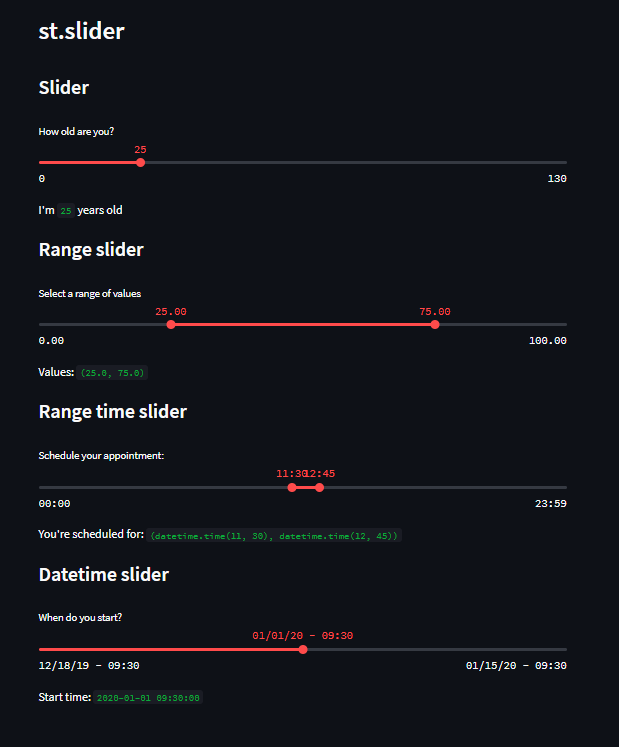 st.slider
Slider
How old are you?
25
0 130
I'm 25 years old
Range slider
Select a range of values
25.00 75.00
0.00 100.00
Values: (25.0, 75.0)
Range time slider
Schedule your appointment:
11:30 12:45
00:00 23:59
You're scheduled for: (datetime.time(11, 30), datetime.time(12, 45))
Datetime slider
When do you start?
01/01/20 - 09:30
12/18/19 - 09:30 01/15/20 - 09:30
Start time: 2020-01-01 09:30:00